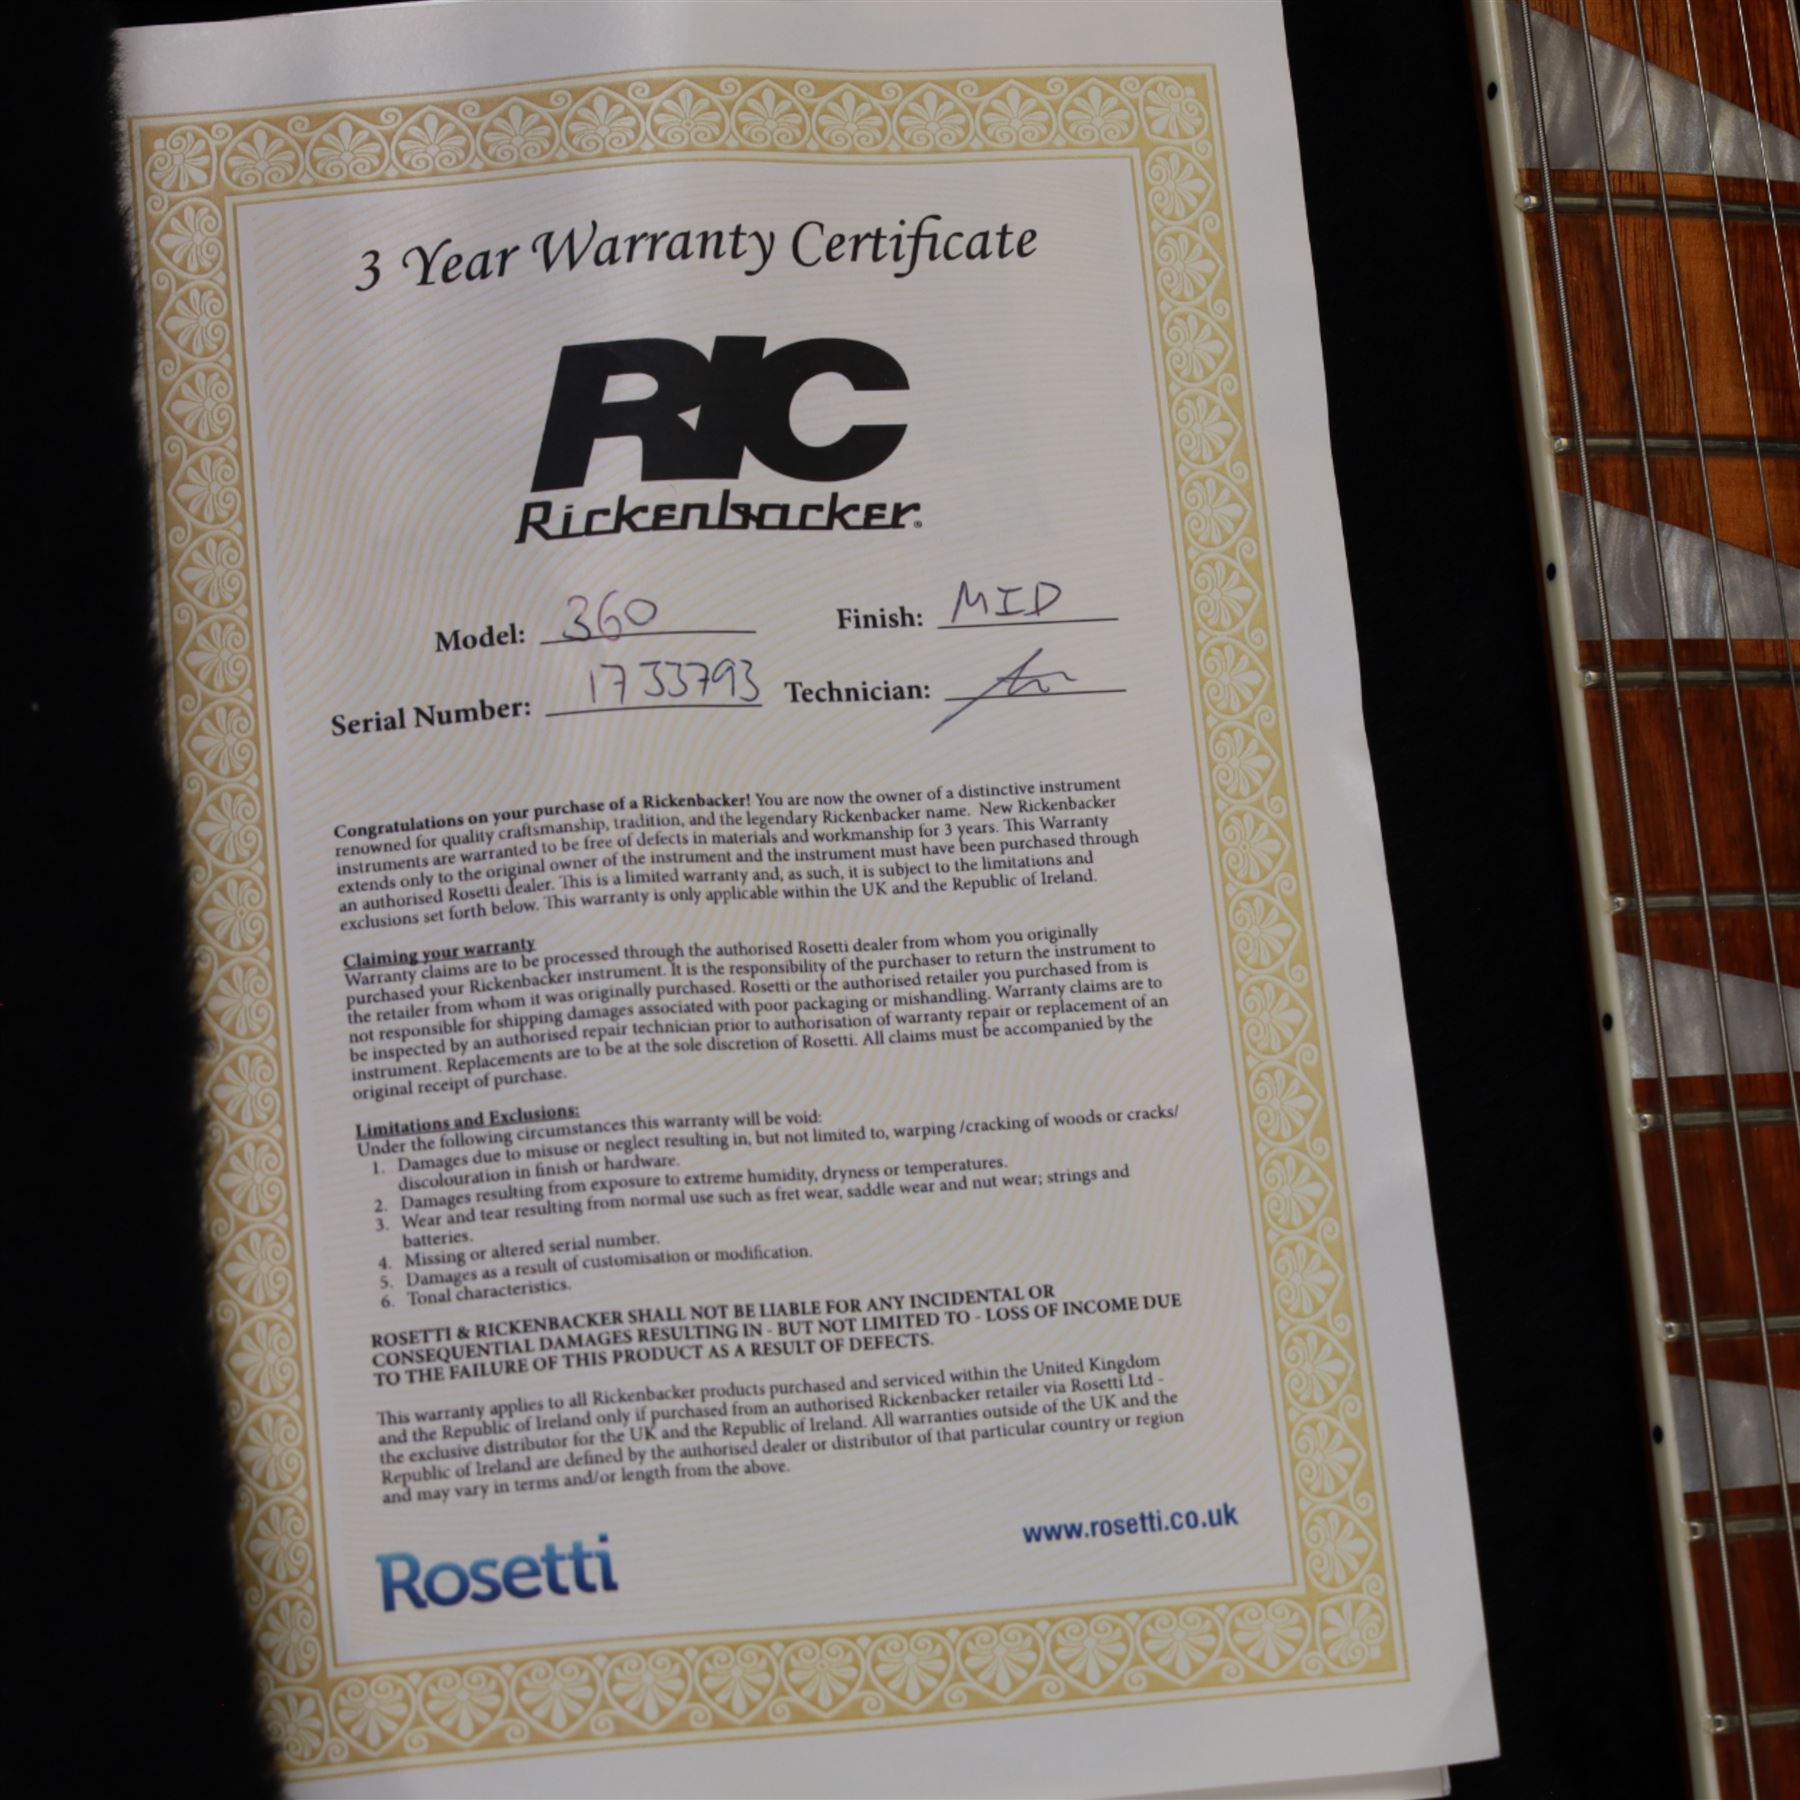 3 Year Warranty Certificate
RIC
Rickenbacker®
Model: 360 Finish: MID
Serial Number: 1733793 Technician:
Congratulations on your purchase of a Rickenbacker! You are now the owner of a distinctive instrument
renowned for quality craftsmanship, tradition, and the legendary Rickenbacker name. New Rickenbacker
instruments are warranted to be free of defects in materials and workmanship for 3 years. This Warranty
extends only to the original owner of the instrument and the instrument must have been purchased through
an authorised Rosetti dealer. This is a limited warranty and, as such, it is subject to the limitations and
exclusions set forth below. This warranty is only applicable within the UK and the Republic of Ireland.
Claiming your warranty
Warranty claims are to be processed through the authorised Rosetti dealer from whom you originally
purchased your Rickenbacker instrument. It is the responsibility of the purchaser to return the instrument to
the retailer from whom it was originally purchased. Rosetti or the authorised retailer you purchased from is
not responsible for shipping damages associated with poor packaging or mishandling. Warranty claims are to
be inspected by an authorised repair technician prior to authorisation of warranty repair or replacement of an
instrument. Replacements are to be at the sole discretion of Rosetti. All claims must be accompanied by the
original receipt of purchase.
Limitations and Exclusions:
Under the following circumstances this warranty will be void:
1. Damages due to misuse or neglect resulting in, but not limited to, warping /cracking of woods or cracks/
discolouration in finish or hardware.
2. Damages resulting from exposure to extreme humidity, dryness or temperatures.
3. Wear and tear resulting from normal use such as fret wear, saddle wear and nut wear; strings and
batteries.
4. Missing or altered serial number.
5. Damages as a result of customisation or modification.
6. Tonal characteristics.
ROSETTI & RICKENBACKER SHALL NOT BE LIABLE FOR ANY INCIDENTAL OR
CONSEQUENTIAL DAMAGES RESULTING IN - BUT NOT LIMITED TO - LOSS OF INCOME DUE
TO THE FAILURE OF THIS PRODUCT AS A RESULT OF DEFECTS.
This warranty applies to all Rickenbacker products purchased and serviced within the United Kingdom
and the Republic of Ireland only if purchased from an authorised Rickenbacker retailer via Rosetti Ltd -
the exclusive distributor for the UK and the Republic of Ireland. All warranties outside of the UK and the
Republic of Ireland are defined by the authorised dealer or distributor of that particular country or region
and may vary in terms and/or length from the above.
Rosetti www.rosetti.co.uk